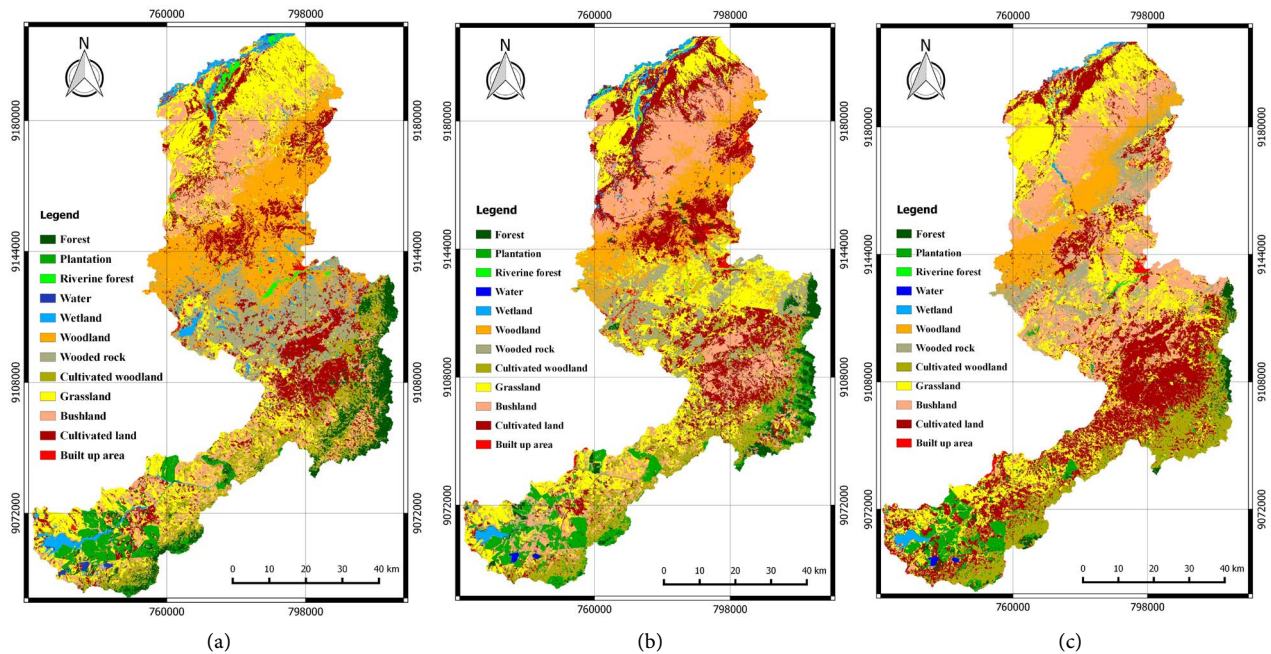 760000 798000
N
9180000
9144000
9108000
9072000
Legend
Forest
Plantation
Riverine forest
Water
Wetland
Woodland
Wooded rock
Cultivated woodland
Grassland
Bushland
Cultivated land
Built up area
0 10 20 30 40 km
760000 798000
(a)
760000 798000
N
9180000 9180000
9144000 9144000
9108000 9108000
9072000 9072000
Legend
Forest
Plantation
Riverine forest
Water
Wetland
Woodland
Wooded rock
Cultivated woodland
Grassland
Bushland
Cultivated land
Built up area
0 10 20 30 40 km
760000 798000
(b)
760000 798000
N
9180000 9180000
9144000 9144000
9108000 9108000
9072000 9072000
Legend
Forest
Plantation
Riverine forest
Water
Wetland
Woodland
Wooded rock
Cultivated woodland
Grassland
Bushland
Cultivated land
Built up area
0 10 20 30 40 km
760000 798000
(c)